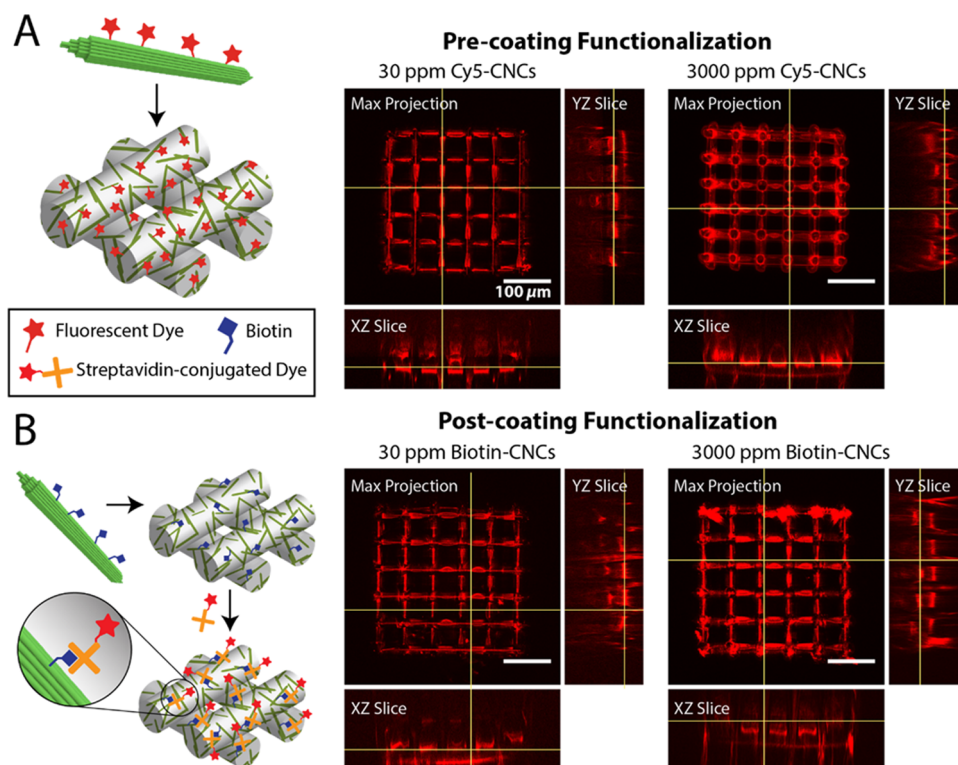 A
Pre-coating Functionalization
30 ppm Cy5-CNCs
3000 ppm Cy5-CNCs
Max Projection
YZ Slice
Max Projection
YZ Slice
100 µm
XZ Slice
XZ Slice
Fluorescent Dye
Biotin
Streptavidin-conjugated Dye
B
Post-coating Functionalization
30 ppm Biotin-CNCs
3000 ppm Biotin-CNCs
Max Projection
YZ Slice
Max Projection
YZ Slice
XZ Slice
XZ Slice